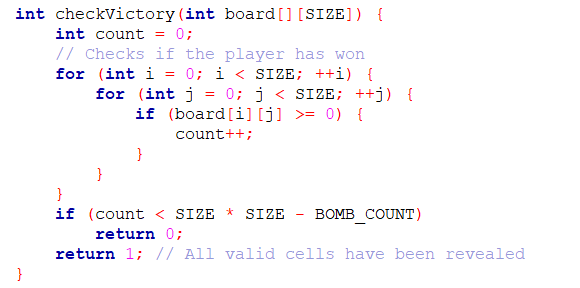 int checkVictory(int board[][SIZE]) {
    int count = 0;
    // Checks if the player has won
    for (int i = 0; i < SIZE; ++i) {
        for (int j = 0; j < SIZE; ++j) {
            if (board[i][j] >= 0) {
                count++;
            }
        }
    }
    if (count < SIZE * SIZE - BOMB_COUNT)
        return 0;
    return 1; // All valid cells have been revealed
}